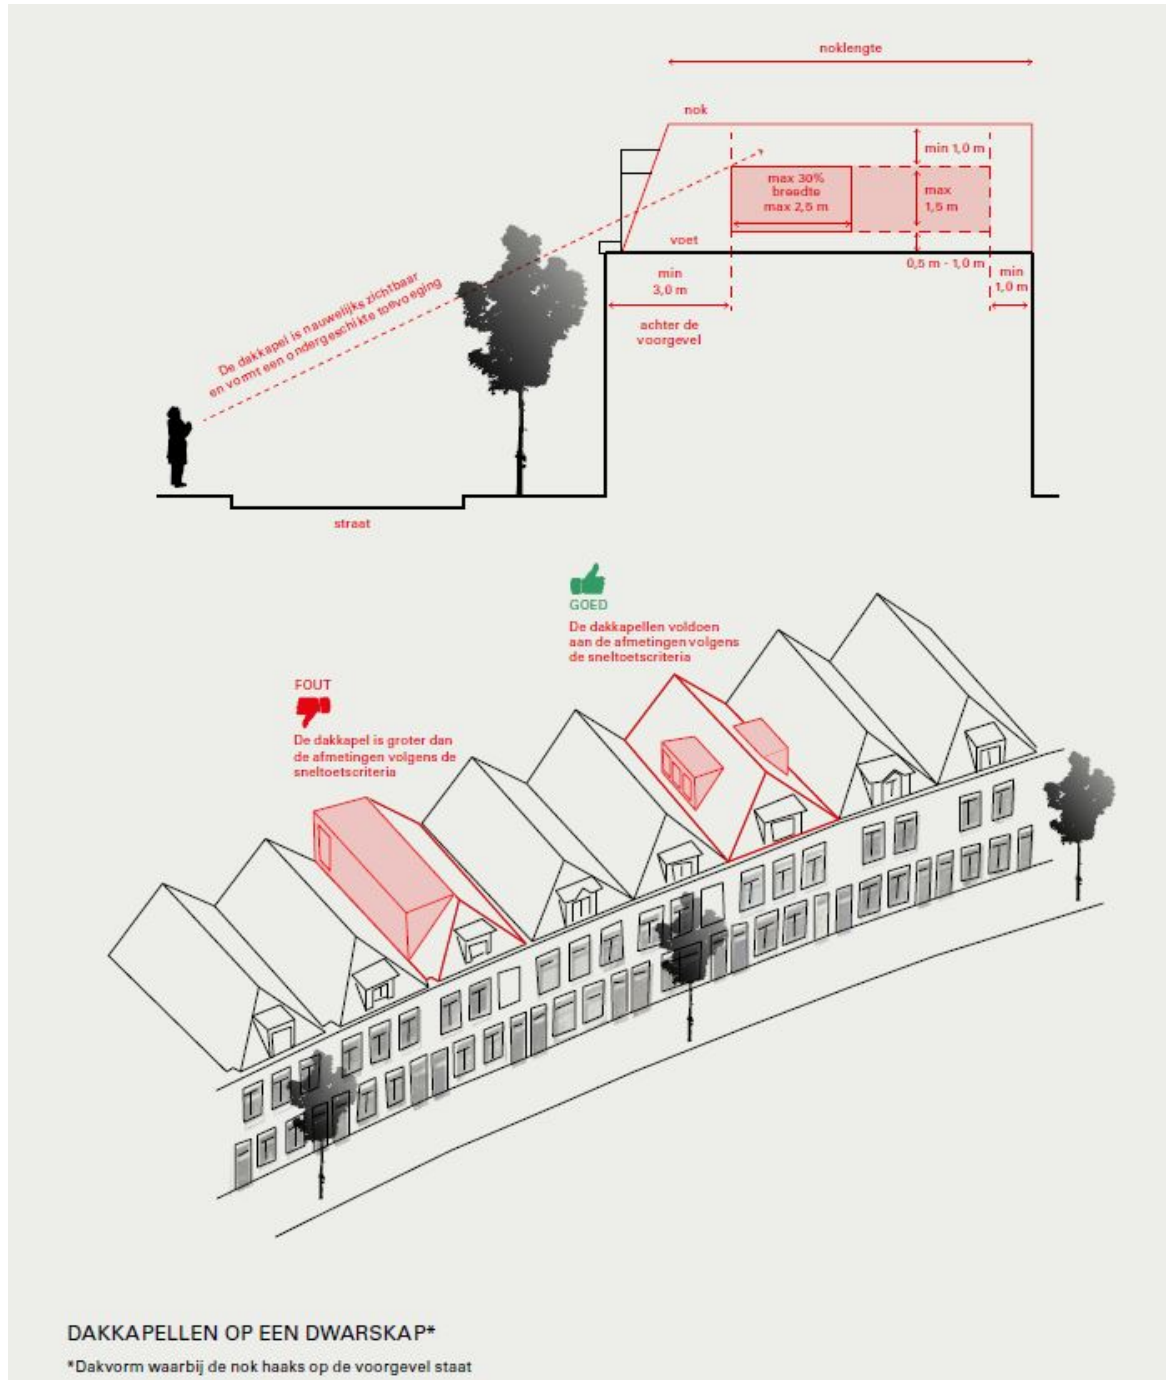 noklengte
nok
min 1,0 m
max 30%
breedte
max 2,5 m
max
1,5 m
voet
0,5 m - 1,0 m
min
3,0 m
min
1,0 m
achter de
voorgevel
De dakkapel is nauwelijks zichtbaar
en vormt een ondergeschikte toevoeging
straat
GOED
De dakkapellen voldoen
aan de afmetingen volgens
de sneltoetscriteria
FOUT
De dakkapel is groter dan
de afmetingen volgens de
sneltoetscriteria
DAKKAPELLEN OP EEN DWARSKAP*
*Dakvorm waarbij de nok haaks op de voorgevel staat